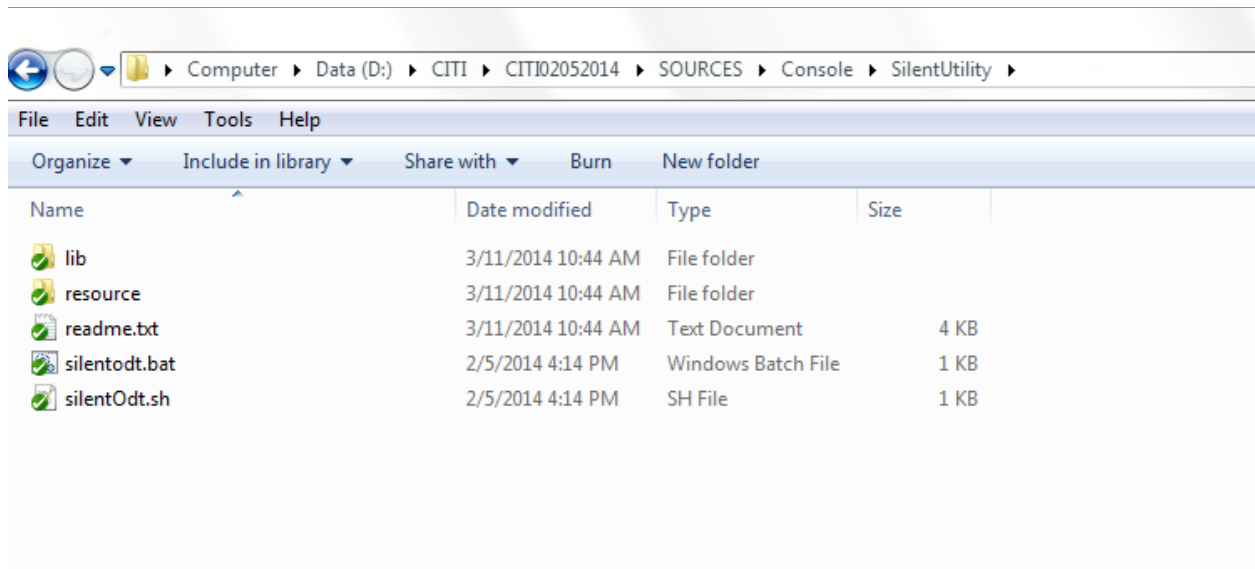 Computer Data (D:) CITI CITI02052014 SOURCES Console SilentUtility
File Edit View Tools Help
Organize Include in library Share with Burn New folder
Name Date modified Type Size
lib 3/11/2014 10:44 AM File folder
resource 3/11/2014 10:44 AM File folder
readme.txt 3/11/2014 10:44 AM Text Document 4 KB
silentodt.bat 2/5/2014 4:14 PM Windows Batch File 1 KB
silentOdt.sh 2/5/2014 4:14 PM SH File 1 KB